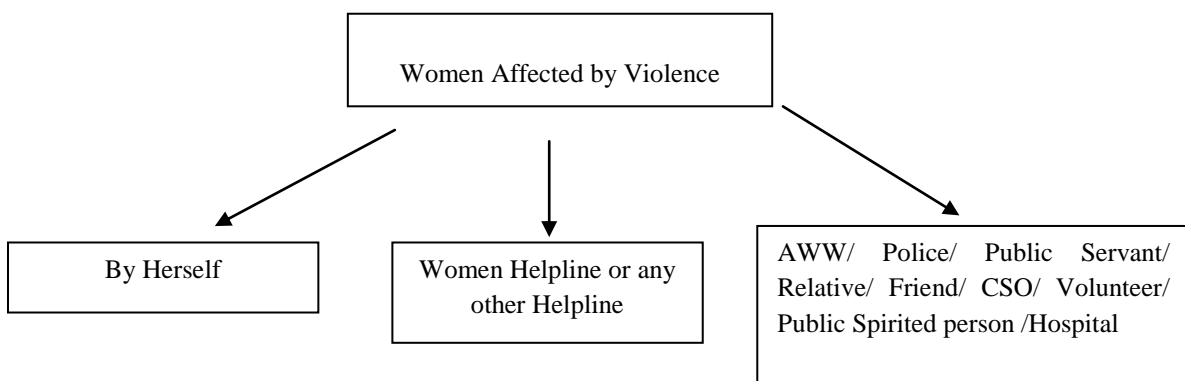 Women Affected by Violence
By Herself
Women Helpline or any
other Helpline
AWW/ Police/ Public Servant/
Relative/ Friend/ CSO/ Volunteer/
Public Spirited person /Hospital